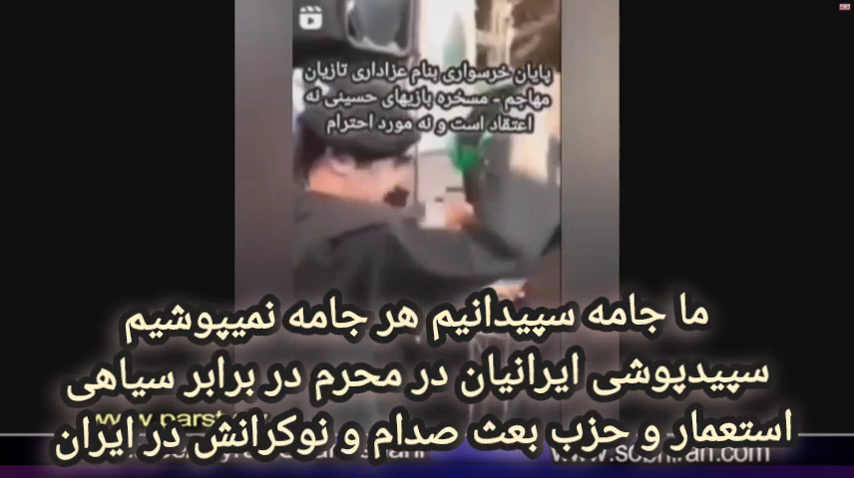 پایان خرسواری بنام عزاداری تازیان
مهاجم - مسخره بازیهای حسینی نه
اعتقاد است و نه مورد احترام
ما جامه سپیدانیم هر جامه نمیپوشیم
سپیدپوشی ایرانیان در محرم در برابر سیاهی
استعمار و حزب بعث صدام و نوکرانش در ایران